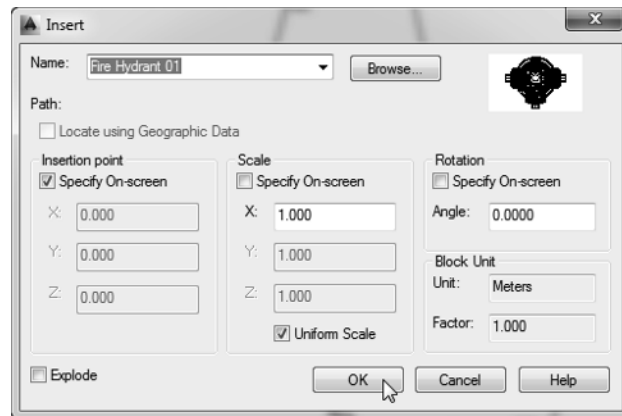 Insert
Name: Fire Hydrant 01 Browse...
Path:
Locate using Geographic Data
Insertion point
Specify On-screen
X: 0.000
Y: 0.000
Z: 0.000
Scale
Specify On-screen
X: 1.000
Y: 1.000
Z: 1.000
Uniform Scale
Rotation
Specify On-screen
Angle: 0.0000
Block Unit
Unit: Meters
Factor: 1.000
Explode
OK Cancel Help